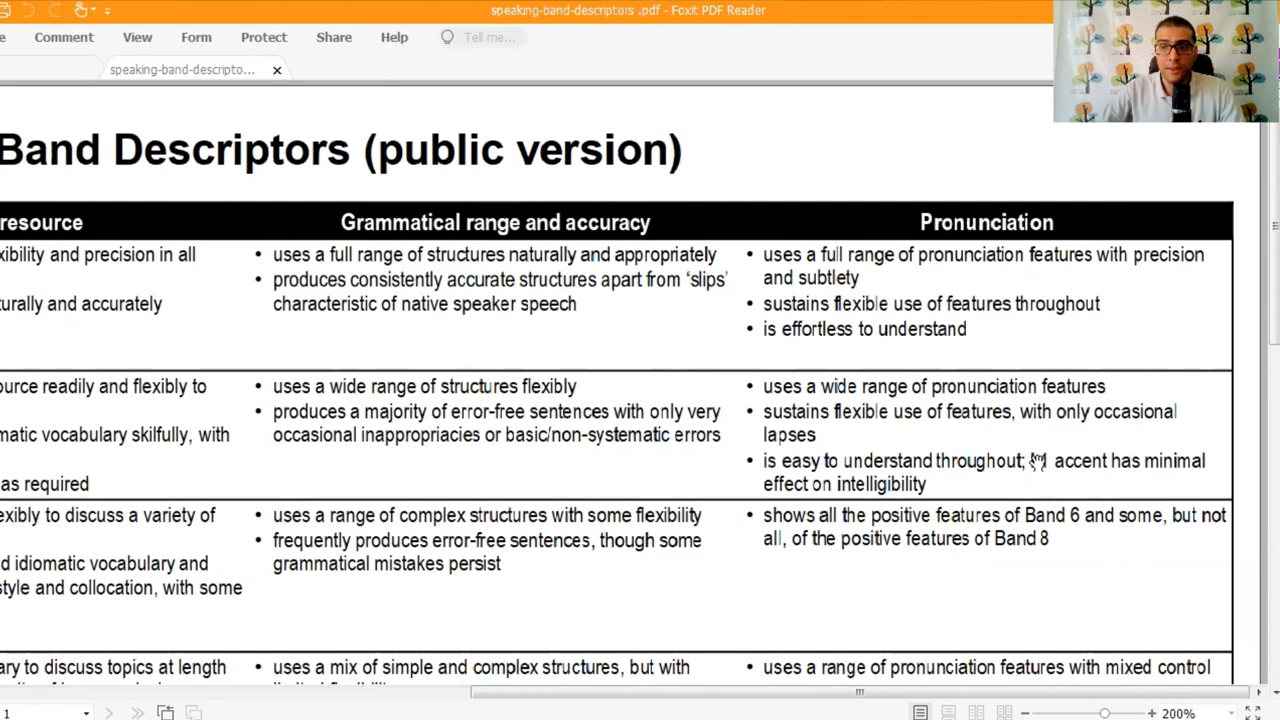 speaking-band-descriptors .pdf - Foxit PDF Reader
Comment View Form Protect Share Help Tell me...
speaking-band-descripto...
Band Descriptors (public version)
resource
xibility and precision in all
turally and accurately
ource readily and flexibly to
matic vocabulary skilfully, with
as required
exibly to discuss a variety of
d idiomatic vocabulary and
style and collocation, with some
ary to discuss topics at length
Grammatical range and accuracy
• uses a full range of structures naturally and appropriately
• produces consistently accurate structures apart from ‘slips’
characteristic of native speaker speech
• uses a wide range of structures flexibly
• produces a majority of error-free sentences with only very
occasional inappropriacies or basic/non-systematic errors
• uses a range of complex structures with some flexibility
• frequently produces error-free sentences, though some
grammatical mistakes persist
• uses a mix of simple and complex structures, but with
Pronunciation
• uses a full range of pronunciation features with precision
and subtlety
• sustains flexible use of features throughout
• is effortless to understand
• uses a wide range of pronunciation features
• sustains flexible use of features, with only occasional
lapses
• is easy to understand throughout; accent has minimal
effect on intelligibility
• shows all the positive features of Band 6 and some, but not
all, of the positive features of Band 8
• uses a range of pronunciation features with mixed control
1
200%